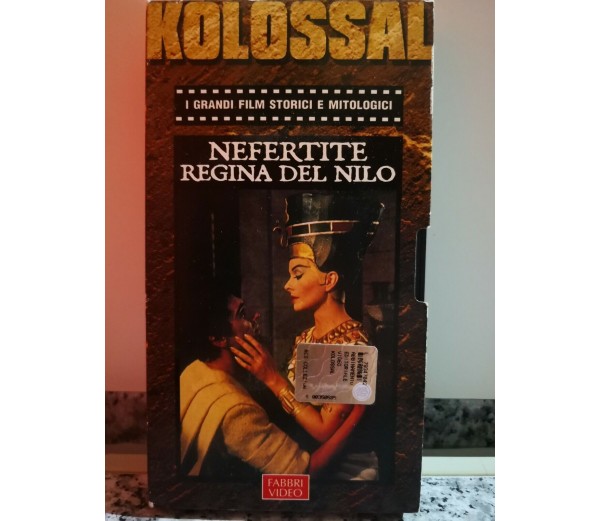 KOLOSSAL
I GRANDI FILM STORICI E MITOLOGICI
NEFERTITE
REGINA DEL NILO
FABBRI
VIDEO